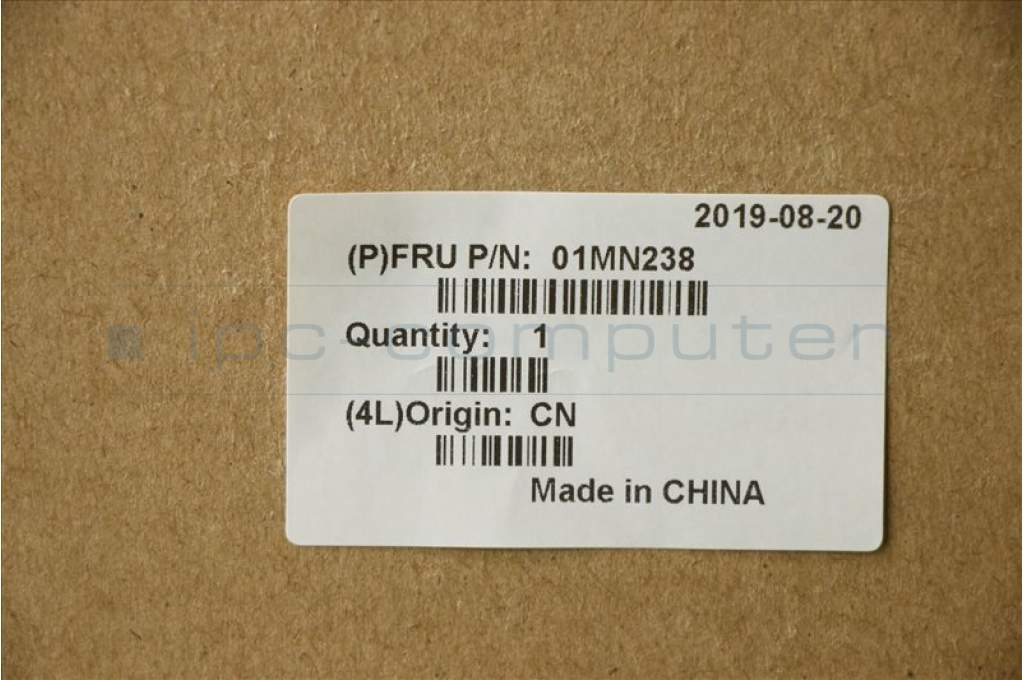 2019-08-20
(P)FRU P/N: 01MN238
Quantity: 1
ipc-computer
(4L)Origin: CN
Made in CHINA